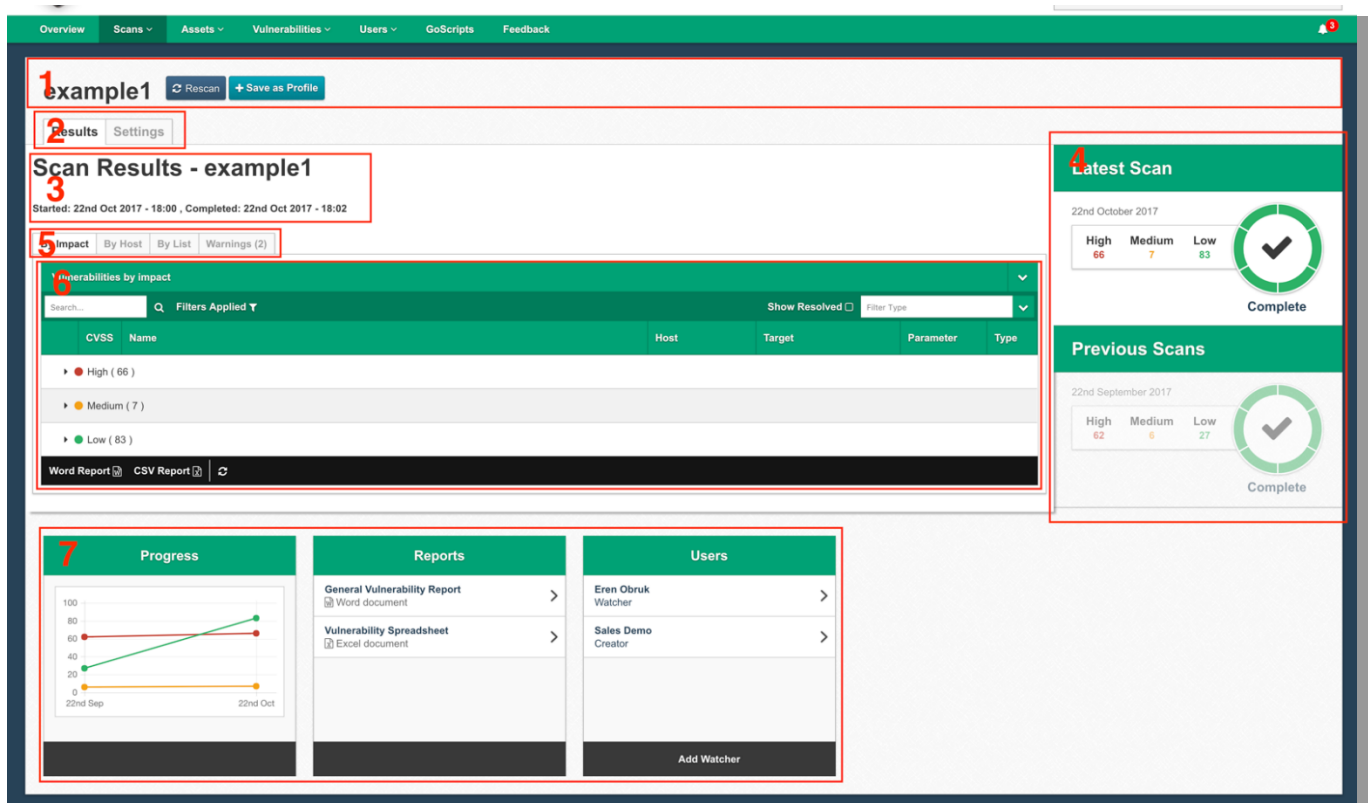 Overview Scans Assets Vulnerabilities Users GoScripts Feedback 3
1
example1 Rescan + Save as Profile
2
Results Settings
Scan Results - example1
3
Started: 22nd Oct 2017 - 18:00 , Completed: 22nd Oct 2017 - 18:02
5
By Impact By Host By List Warnings (2)
6
Vulnerabilities by impact
Search... Filters Applied Show Resolved Filter Type
CVSS Name Host Target Parameter Type
High ( 66 )
Medium ( 7 )
Low ( 83 )
Word Report CSV Report
4
Latest Scan
22nd October 2017
High Medium Low
66 7 83
Complete
Previous Scans
22nd September 2017
High Medium Low
62 6 27
Complete
7
Progress
100
80
60
40
20
0
22nd Sep 22nd Oct
Reports
General Vulnerability Report
Word document
Vulnerability Spreadsheet
Excel document
Users
Eren Obruk
Watcher
Sales Demo
Creator
Add Watcher